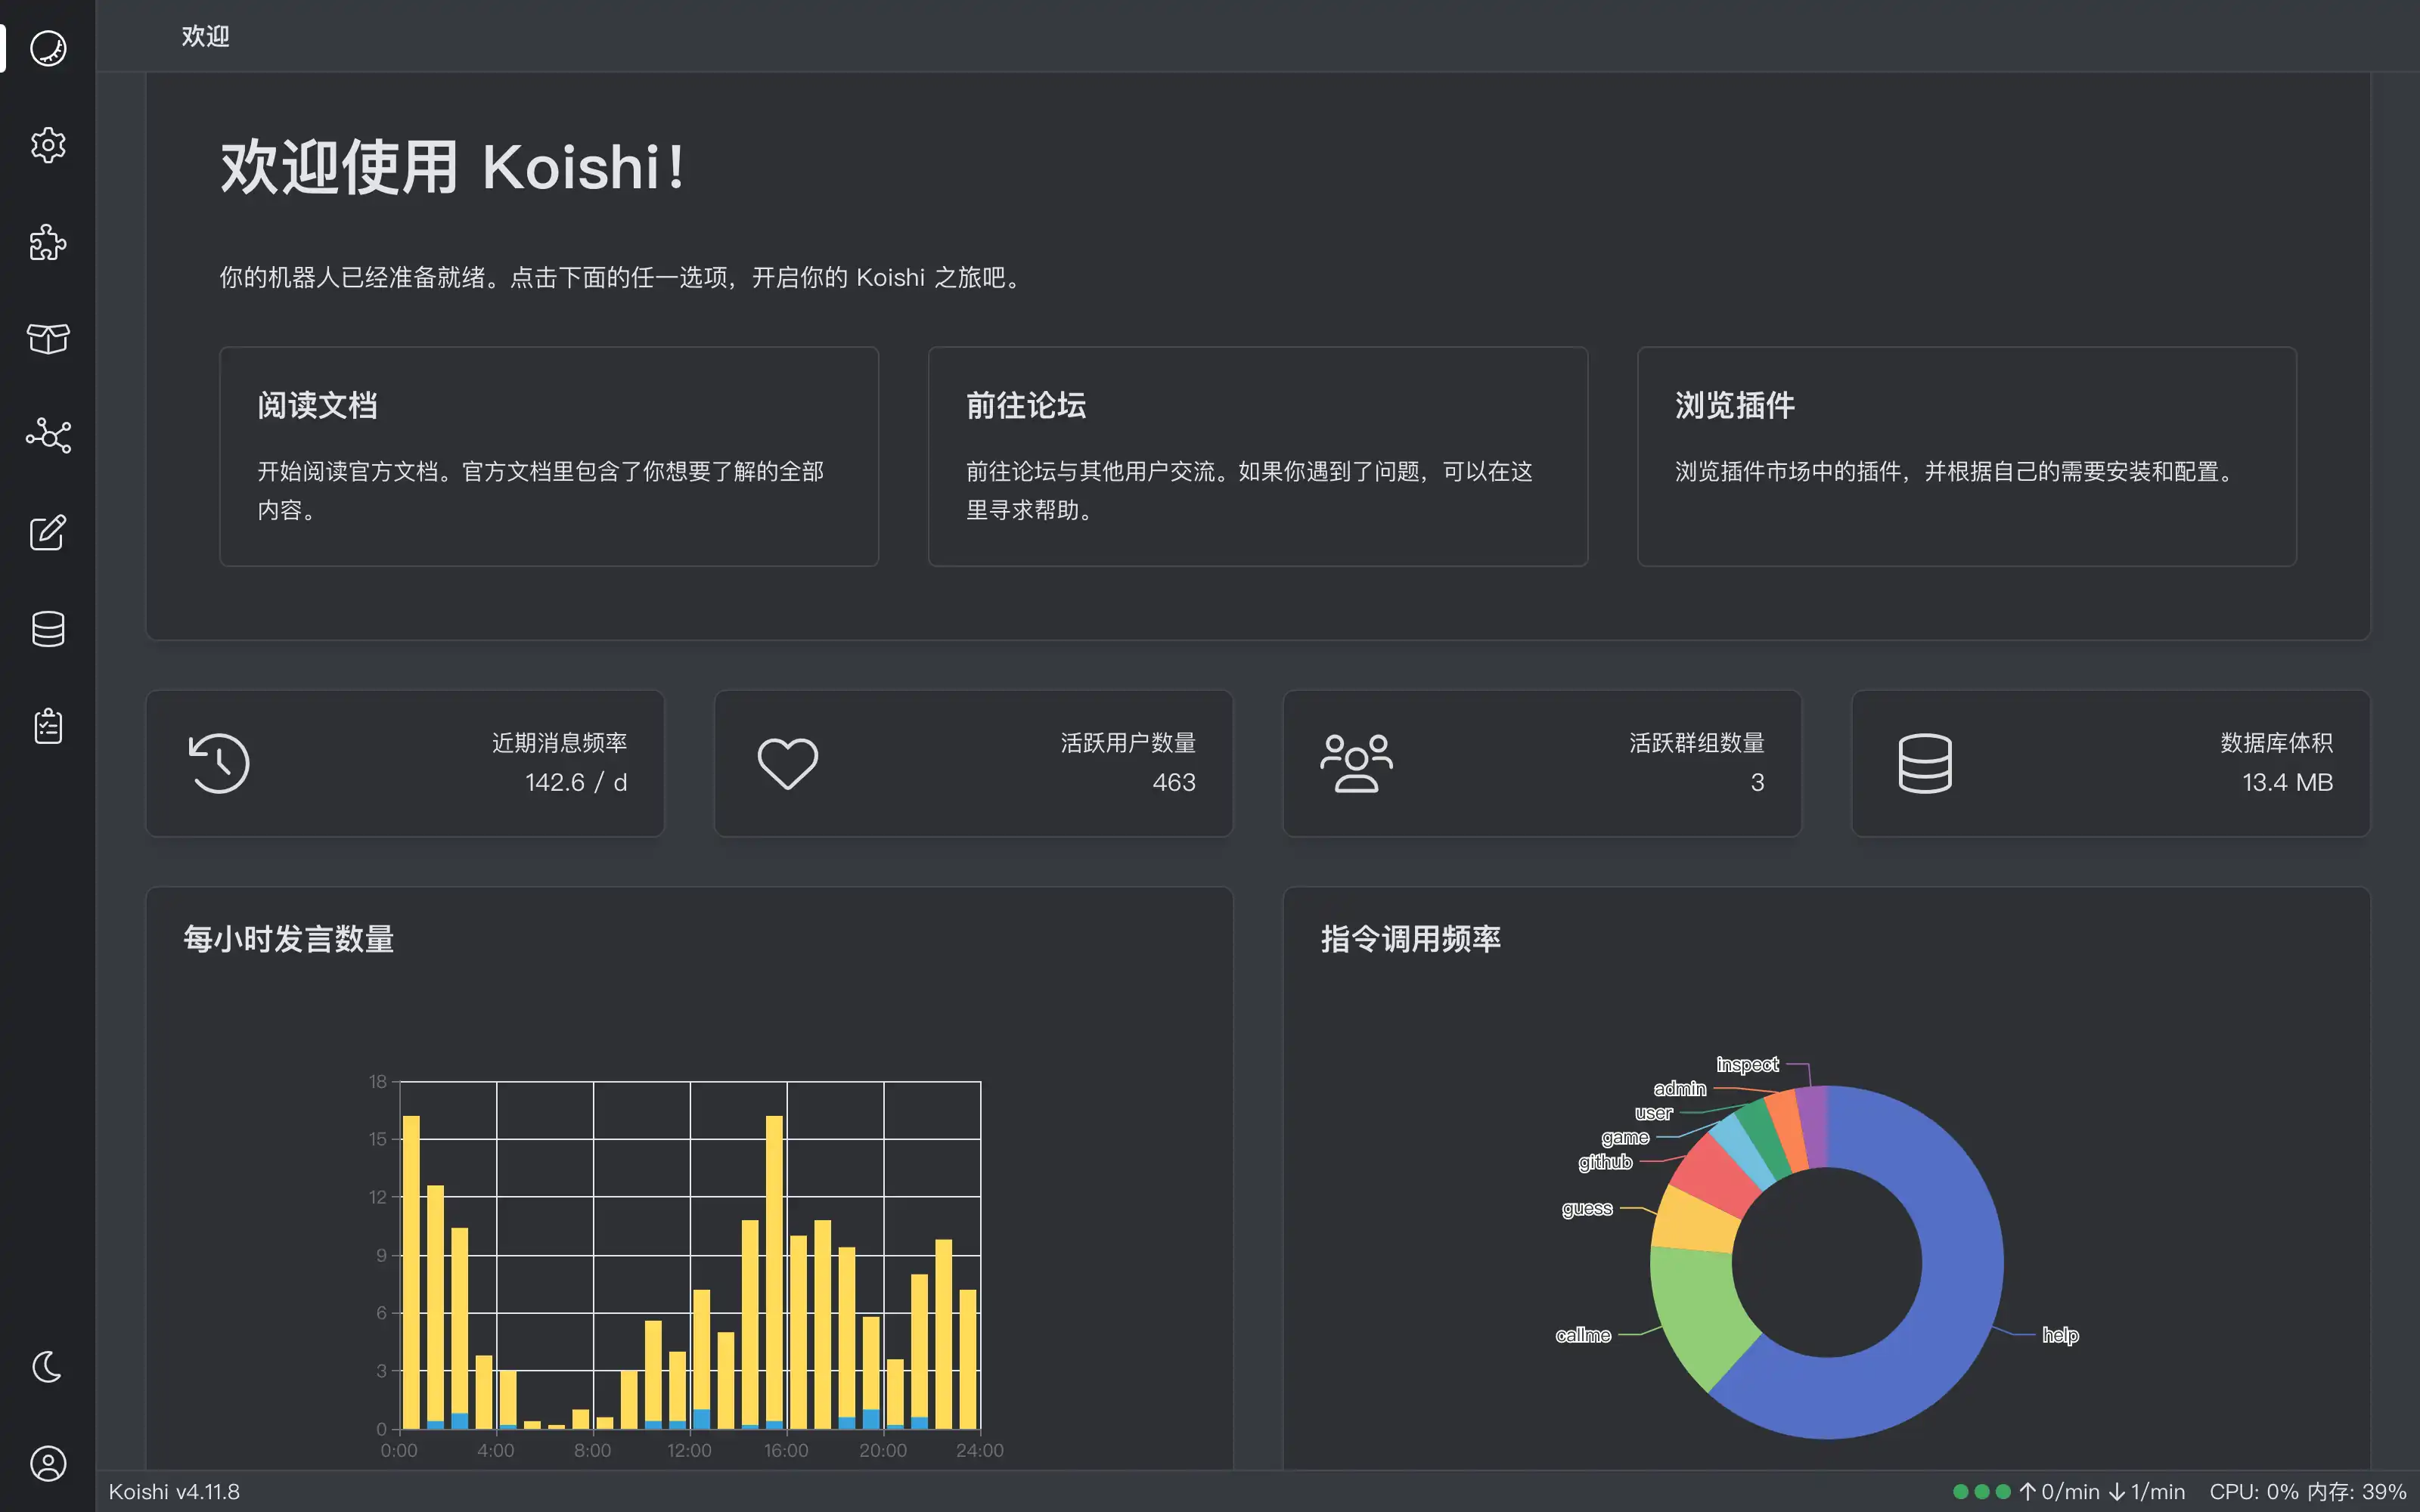 欢迎
欢迎使用 Koishi！
你的机器人已经准备就绪。点击下面的任一选项，开启你的 Koishi 之旅吧。
阅读文档
开始阅读官方文档。官方文档里包含了你想要了解的全部
内容。
前往论坛
前往论坛与其他用户交流。如果你遇到了问题，可以在这
里寻求帮助。
浏览插件
浏览插件市场中的插件，并根据自己的需要安装和配置。
近期消息频率
142.6 / d
活跃用户数量
463
活跃群组数量
3
数据库体积
13.4 MB
每小时发言数量
18
15
12
9
6
3
0
0:00 4:00 8:00 12:00 16:00 20:00 24:00
指令调用频率
inspect
admin
user
game
github
guess
callme
help
Koishi v4.11.8
↑ 0/min ↓ 1/min CPU: 0% 内存: 39%